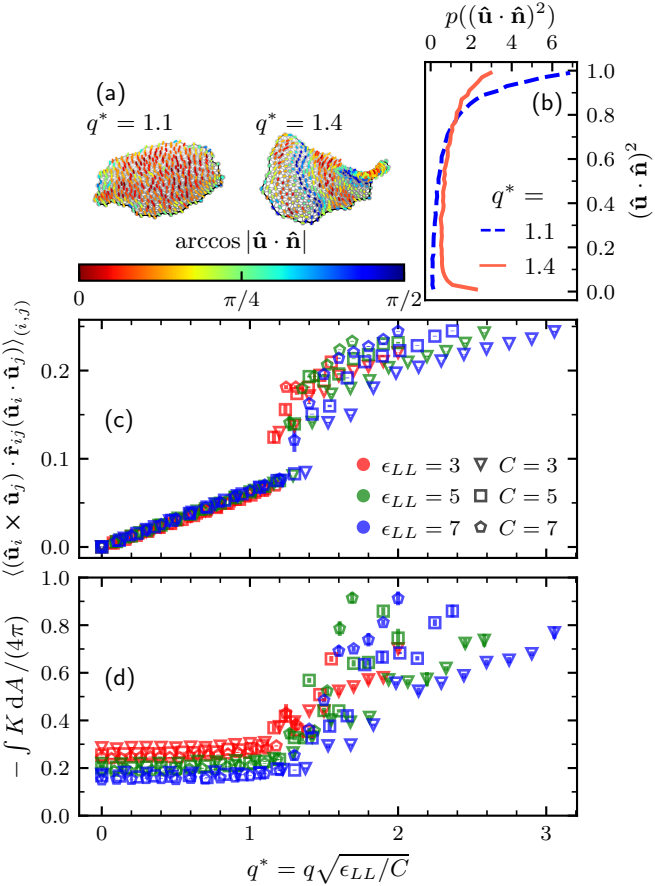 p((û · n̂)²)
0 3 6
(a)
q* = 1.1 q* = 1.4
arccos |û · n̂|
0 π/4 π/2
(b)
1.0
0.8
0.6
0.4
0.2
0.0
(û · n̂)²
q* =
1.1
1.4
⟨(û_i × û_j) · r̂_ij(û_i · û_j)⟩_(i,j)
0.2
0.1
0.0
(c)
ϵ_LL = 3 C = 3
ϵ_LL = 5 C = 5
ϵ_LL = 7 C = 7
− ∫ K dA /(4π)
1.0
0.8
0.6
0.4
0.2
0.0
(d)
0 1 2 3
q* = q√(ϵ_LL/C)